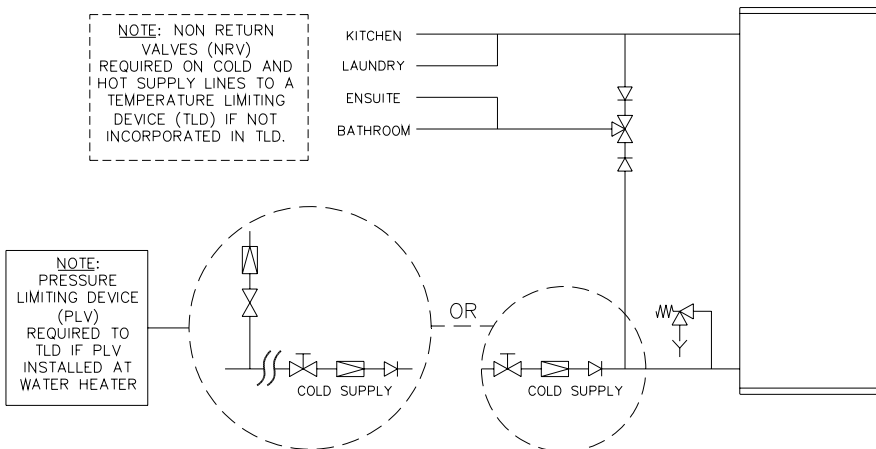 NOTE: NON RETURN
VALVES (NRV)
REQUIRED ON COLD AND
HOT SUPPLY LINES TO A
TEMPERATURE LIMITING
DEVICE (TLD) IF NOT
INCORPORATED IN TLD.
KITCHEN
LAUNDRY
ENSUITE
BATHROOM
NOTE:
PRESSURE
LIMITING DEVICE
(PLV)
REQUIRED TO
TLD IF PLV
INSTALLED AT
WATER HEATER
OR
COLD SUPPLY
COLD SUPPLY